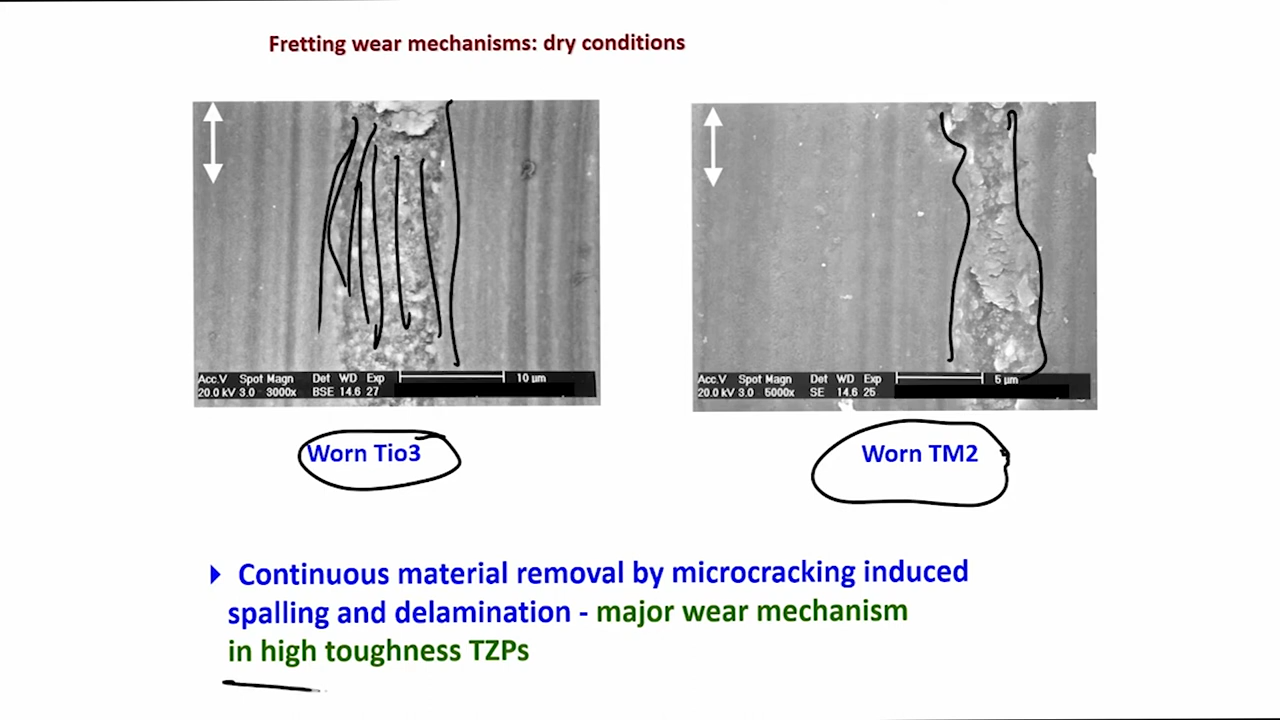 Fretting wear mechanisms: dry conditions
Acc.V Spot Magn Det WD Exp 10 µm
20.0 kV 3.0 3000x BSE 14.6 27
Acc.V Spot Magn Det WD Exp 5 µm
20.0 kV 3.0 5000x SE 14.6 25
Worn Tio3
Worn TM2
Continuous material removal by microcracking induced
spalling and delamination - major wear mechanism
in high toughness TZPs